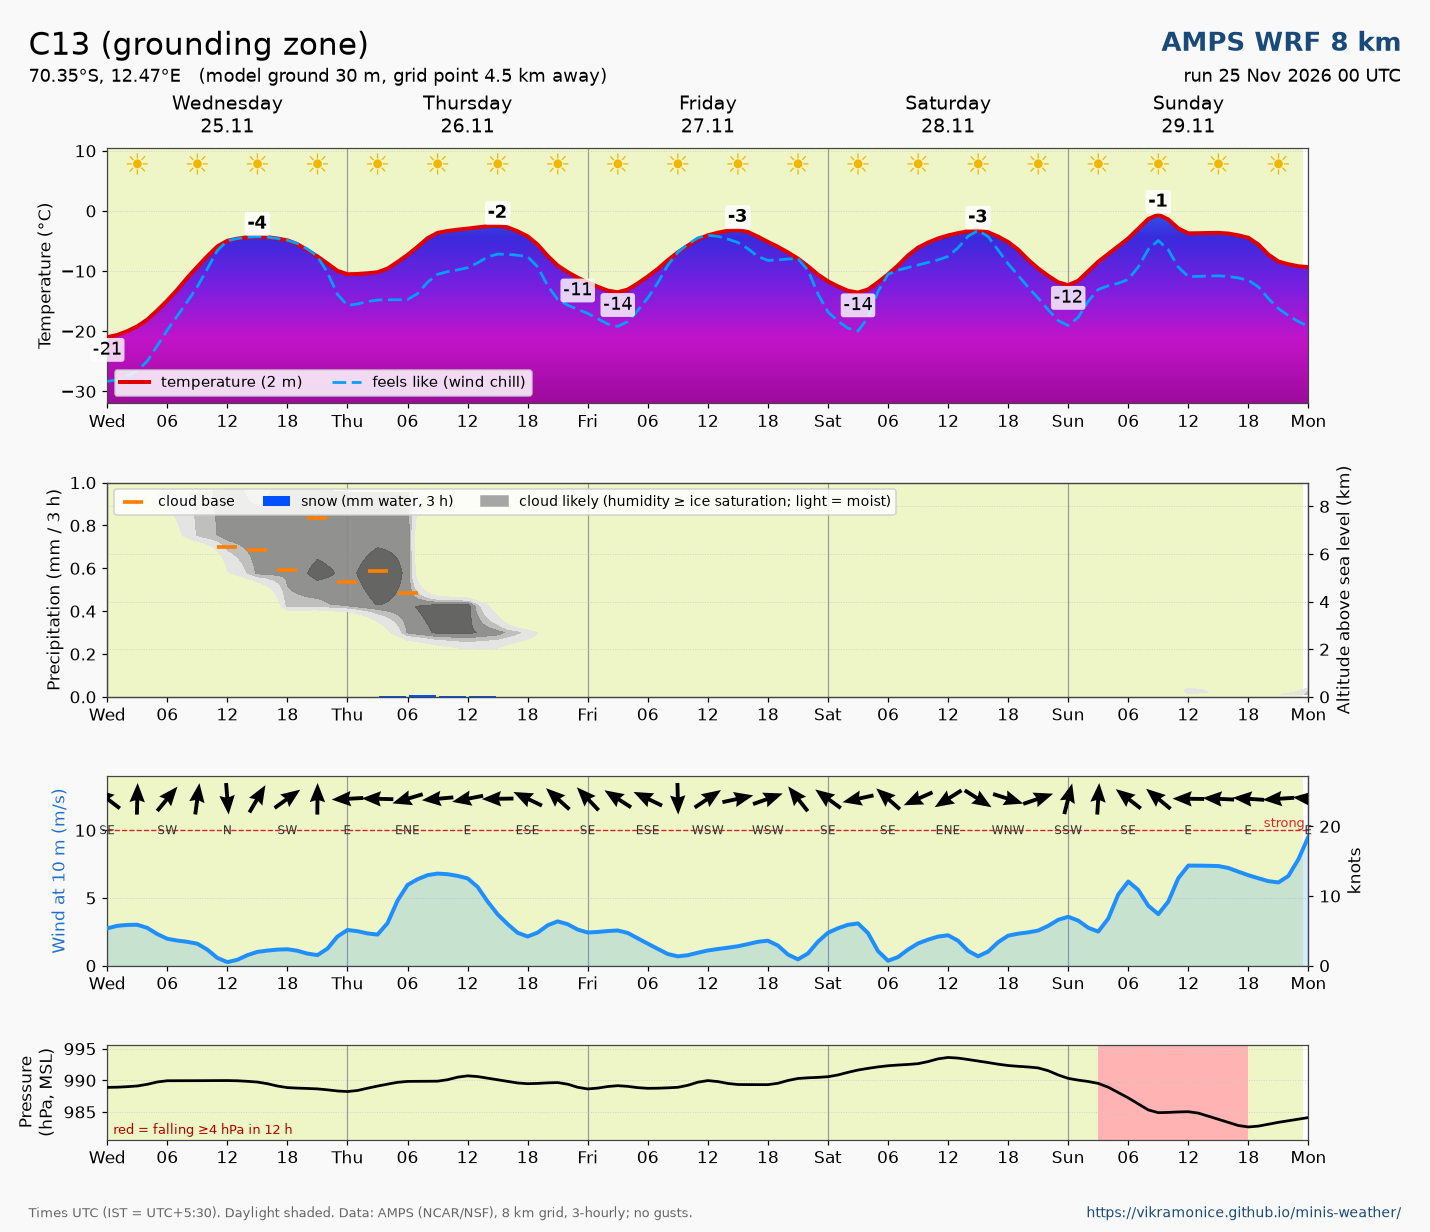 C13 (grounding zone)
AMPS WRF 8 km
70.35°S, 12.47°E (model ground 30 m, grid point 4.5 km away)
run 25 Nov 2026 00 UTC
Wednesday Thursday Friday Saturday Sunday
25.11 26.11 27.11 28.11 29.11
Temperature (°C)
10
0
−10
−20
−30
-4 -2 -3 -3 -1
-21 -11 -14 -14 -12
temperature (2 m) feels like (wind chill)
Wed 06 12 18 Thu 06 12 18 Fri 06 12 18 Sat 06 12 18 Sun 06 12 18 Mon
Precipitation (mm / 3 h)
1.0
0.8
0.6
0.4
0.2
0.0
cloud base snow (mm water, 3 h) cloud likely (humidity ≥ ice saturation; light = moist)
8
6
4
2
0
Altitude above sea level (km)
Wed 06 12 18 Thu 06 12 18 Fri 06 12 18 Sat 06 12 18 Sun 06 12 18 Mon
Wind at 10 m (m/s)
10
5
0
SE SW N SW E ENE E ESE SE ESE WSW WSW SE SE ENE WNW SSW SE E E E
strong
20
10
0
knots
Wed 06 12 18 Thu 06 12 18 Fri 06 12 18 Sat 06 12 18 Sun 06 12 18 Mon
Pressure
(hPa, MSL)
995
990
985
red = falling ≥4 hPa in 12 h
Wed 06 12 18 Thu 06 12 18 Fri 06 12 18 Sat 06 12 18 Sun 06 12 18 Mon
Times UTC (IST = UTC+5:30). Daylight shaded. Data: AMPS (NCAR/NSF), 8 km grid, 3-hourly; no gusts.
https://vikramonice.github.io/minis-weather/